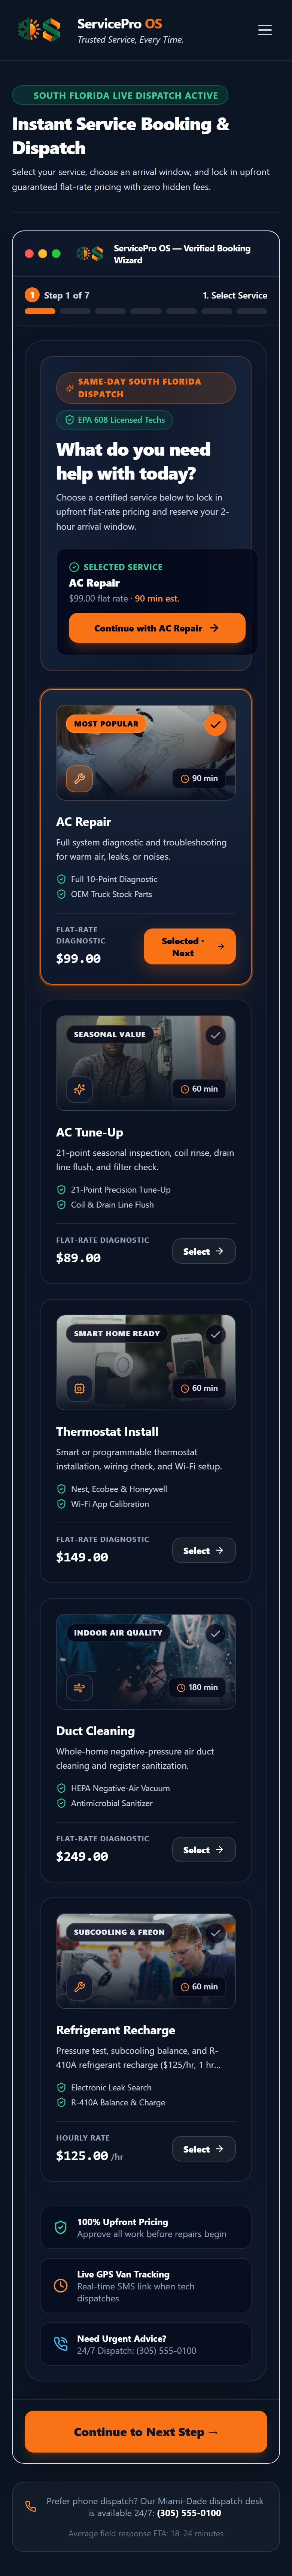 ServicePro OS
Trusted Service, Every Time.
SOUTH FLORIDA LIVE DISPATCH ACTIVE
Instant Service Booking &
Dispatch
Select your service, choose an arrival window, and lock in upfront
guaranteed flat-rate pricing with zero hidden fees.
ServicePro OS — Verified Booking
Wizard
1 Step 1 of 7
1. Select Service
SAME-DAY SOUTH FLORIDA
DISPATCH
EPA 608 Licensed Techs
What do you need
help with today?
Choose a certified service below to lock in
upfront flat-rate pricing and reserve your 2-
hour arrival window.
SELECTED SERVICE
AC Repair
$99.00 flat rate · 90 min est.
Continue with AC Repair →
MOST POPULAR
90 min
AC Repair
Full system diagnostic and troubleshooting
for warm air, leaks, or noises.
Full 10-Point Diagnostic
OEM Truck Stock Parts
FLAT-RATE
DIAGNOSTIC
$99.00
Selected ·
Next →
SEASONAL VALUE
60 min
AC Tune-Up
21-point seasonal inspection, coil rinse, drain
line flush, and filter check.
21-Point Precision Tune-Up
Coil & Drain Line Flush
FLAT-RATE DIAGNOSTIC
$89.00
Select →
SMART HOME READY
60 min
Thermostat Install
Smart or programmable thermostat
installation, wiring check, and Wi-Fi setup.
Nest, Ecobee & Honeywell
Wi-Fi App Calibration
FLAT-RATE DIAGNOSTIC
$149.00
Select →
INDOOR AIR QUALITY
180 min
Duct Cleaning
Whole-home negative-pressure air duct
cleaning and register sanitization.
HEPA Negative-Air Vacuum
Antimicrobial Sanitizer
FLAT-RATE DIAGNOSTIC
$249.00
Select →
SUBCOOLING & FREON
60 min
Refrigerant Recharge
Pressure test, subcooling balance, and R-
410A refrigerant recharge ($125/hr, 1 hr...
Electronic Leak Search
R-410A Balance & Charge
HOURLY RATE
$125.00 /hr
Select →
100% Upfront Pricing
Approve all work before repairs begin
Live GPS Van Tracking
Real-time SMS link when tech
dispatches
Need Urgent Advice?
24/7 Dispatch: (305) 555-0100
Continue to Next Step →
Prefer phone dispatch? Our Miami-Dade dispatch desk
is available 24/7: (305) 555-0100
Average field response ETA: 18–24 minutes